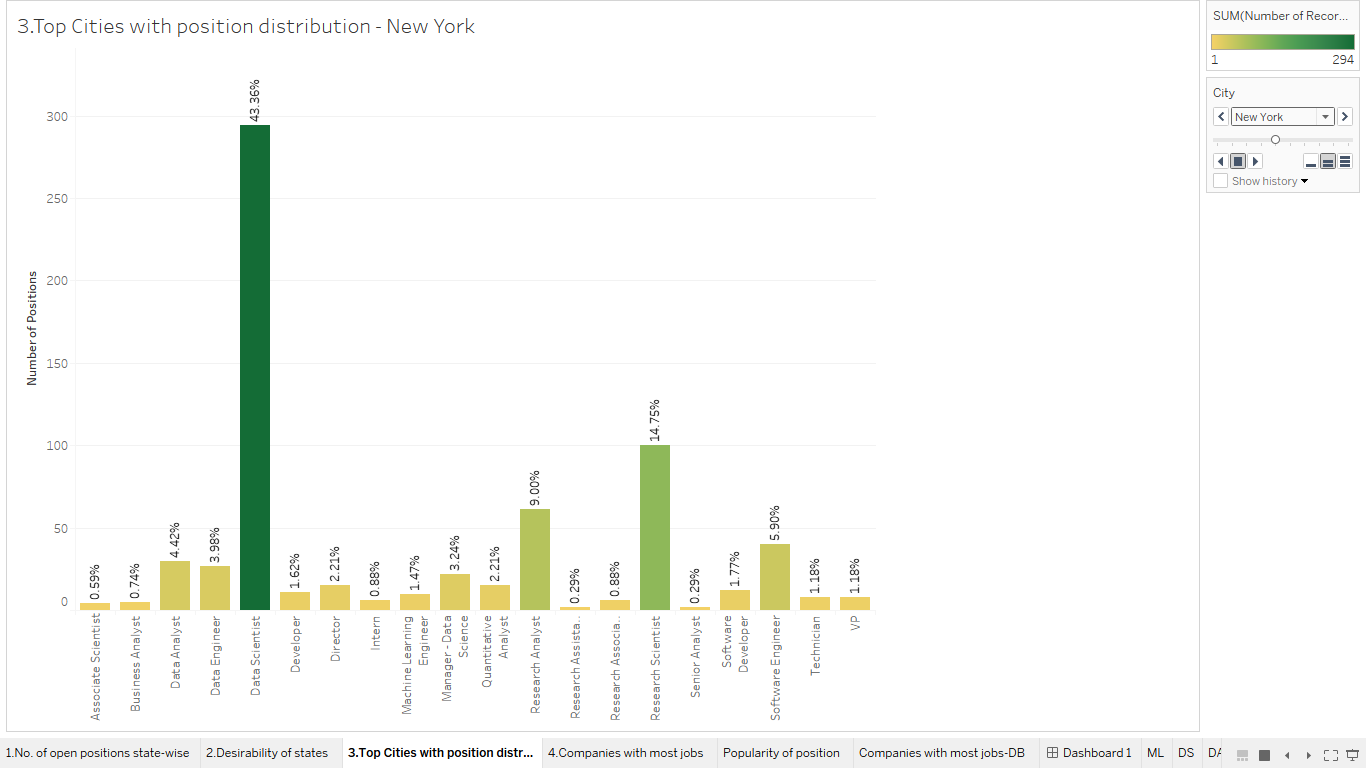 3.Top Cities with position distribution - New York
SUM(Number of Recor...
1
294
City
New York
Show history
Number of Positions
300
250
200
150
100
50
0
0.59%
0.74%
4.42%
3.98%
43.36%
1.62%
2.21%
0.88%
1.47%
3.24%
2.21%
9.00%
0.29%
0.88%
14.75%
0.29%
1.77%
5.90%
1.18%
1.18%
Associate Scientist
Business Analyst
Data Analyst
Data Engineer
Data Scientist
Developer
Director
Intern
Machine Learning
Engineer
Manager - Data
Science
Quantitative
Analyst
Research Analyst
Research Assista..
Research Associa..
Research Scientist
Senior Analyst
Software
Developer
Software Engineer
Technician
VP
1.No. of open positions state-wise
2.Desirability of states
3.Top Cities with position distr...
4.Companies with most jobs
Popularity of position
Companies with most jobs-DB
Dashboard 1
ML
DS